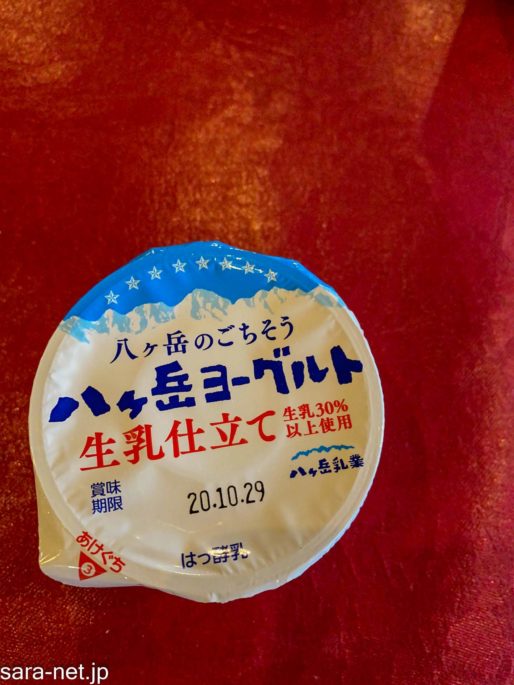 八ヶ岳のごちそう
八ヶ岳ヨーグルト
生乳仕立て
生乳30%
以上使用
八ヶ岳乳業
賞味
期限
20.10.29
あけぐち
3
はっ酵乳
sara-net.jp